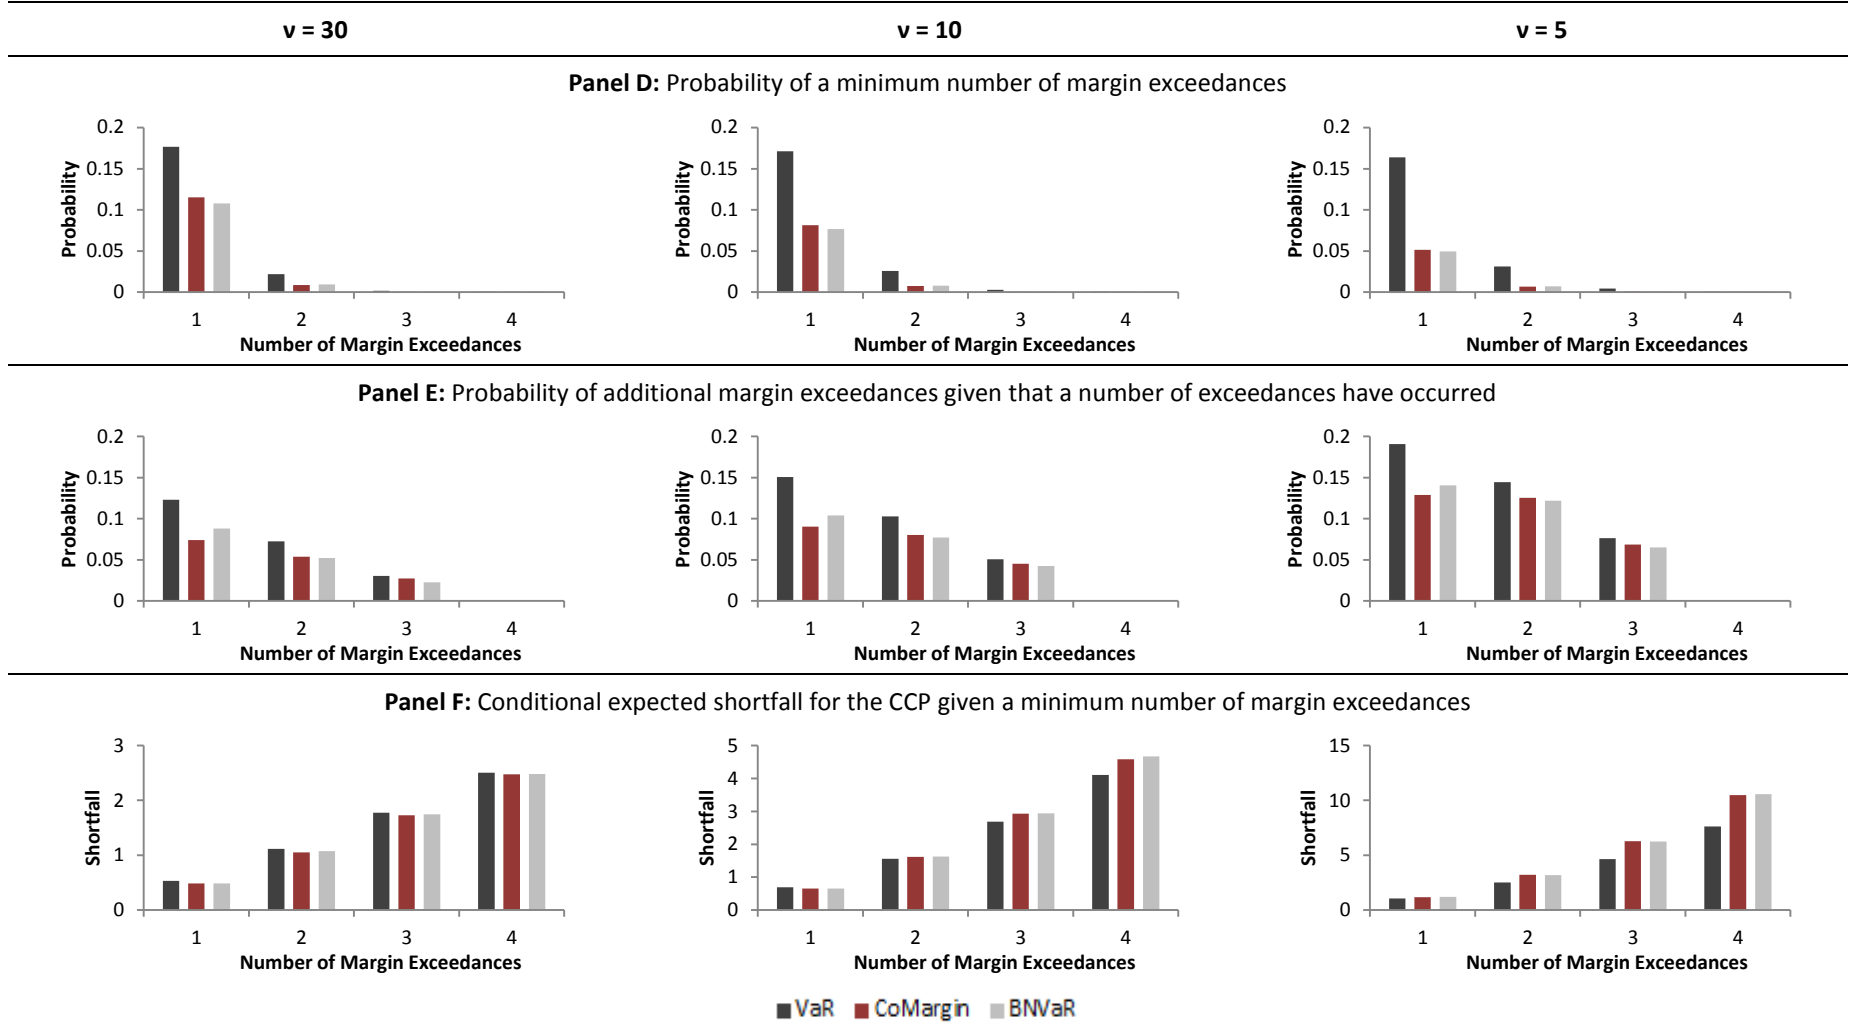 ν = 30 ν = 10 ν = 5
Panel D: Probability of a minimum number of margin exceedances
Probability
0.2
0.15
0.1
0.05
0
1 2 3 4
Number of Margin Exceedances
Probability
0.2
0.15
0.1
0.05
0
1 2 3 4
Number of Margin Exceedances
Probability
0.2
0.15
0.1
0.05
0
1 2 3 4
Number of Margin Exceedances
Panel E: Probability of additional margin exceedances given that a number of exceedances have occurred
Probability
0.2
0.15
0.1
0.05
0
1 2 3 4
Number of Margin Exceedances
Probability
0.2
0.15
0.1
0.05
0
1 2 3 4
Number of Margin Exceedances
Probability
0.2
0.15
0.1
0.05
0
1 2 3 4
Number of Margin Exceedances
Panel F: Conditional expected shortfall for the CCP given a minimum number of margin exceedances
Shortfall
3
2
1
0
1 2 3 4
Number of Margin Exceedances
Shortfall
5
4
3
2
1
0
1 2 3 4
Number of Margin Exceedances
Shortfall
15
10
5
0
1 2 3 4
Number of Margin Exceedances
VaR CoMargin BNVaR